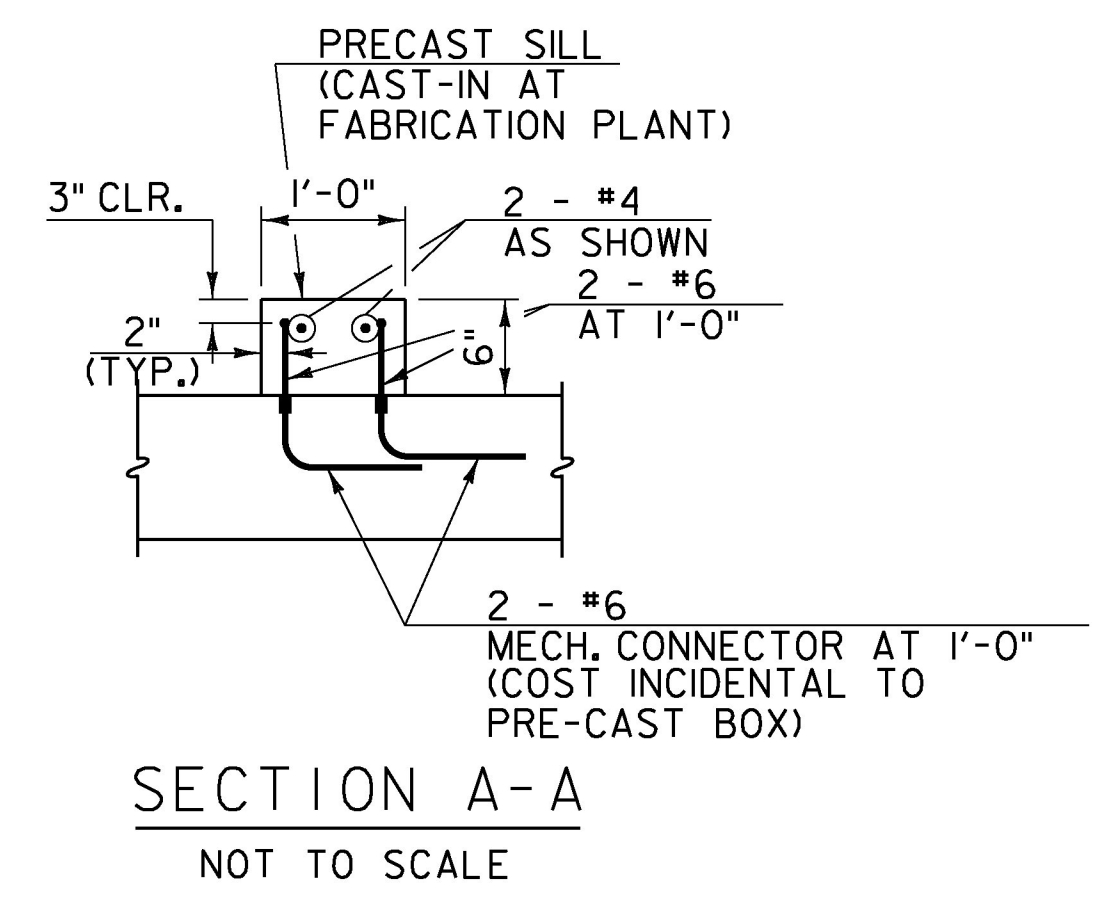 PRECAST SILL
(CAST-IN AT
FABRICATION PLANT)
3" CLR.
1'-0"
2 - #4
AS SHOWN
2 - #6
AT 1'-0"
2"
(TYP.)
6"
2 - #6
MECH. CONNECTOR AT 1'-0"
(COST INCIDENTAL TO
PRE-CAST BOX)
SECTION A-A
NOT TO SCALE